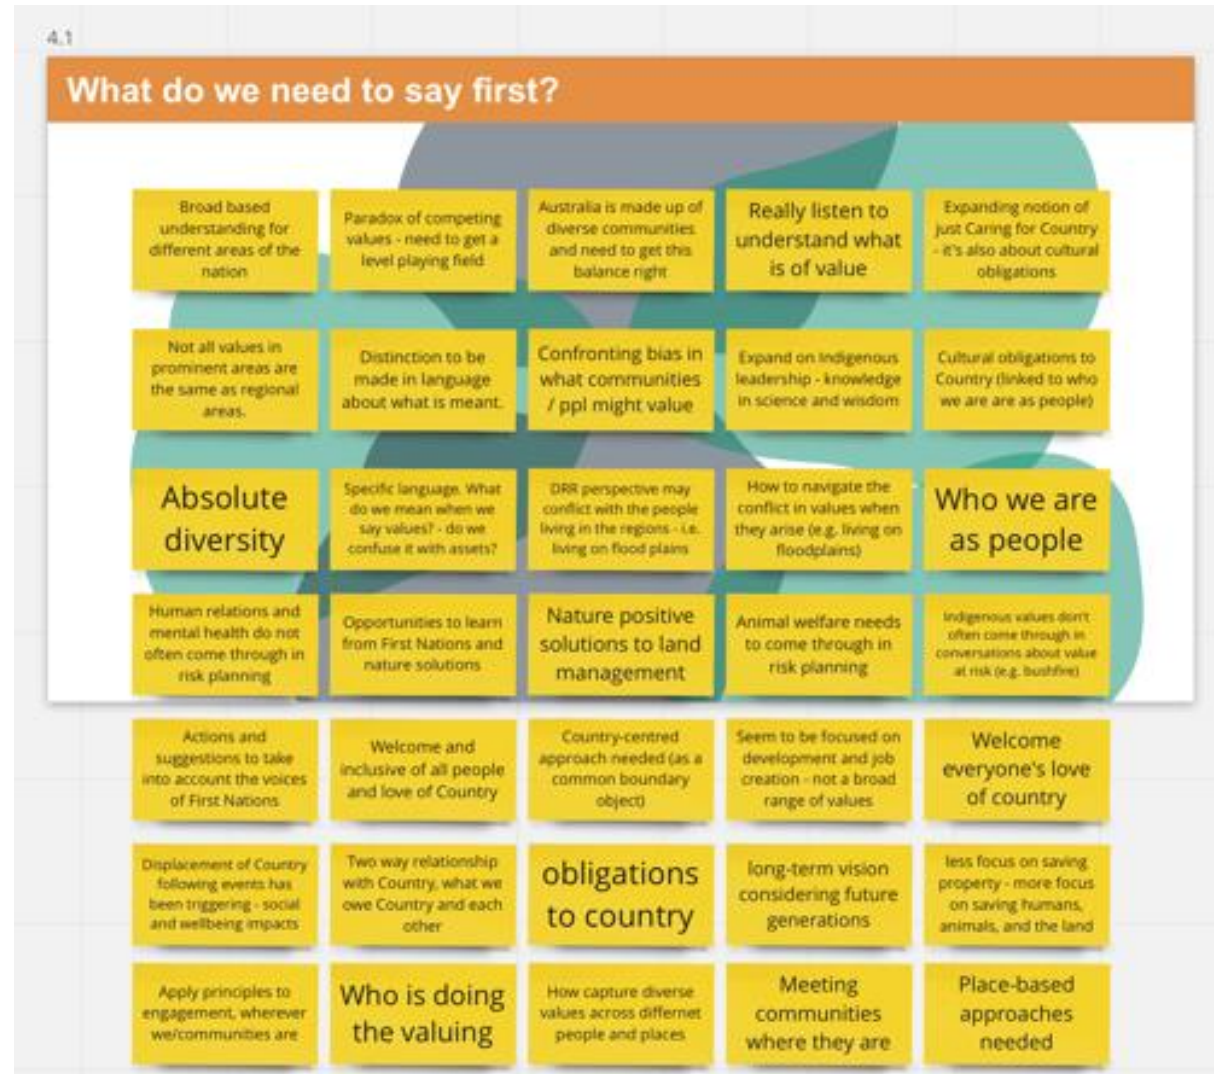 4.1
What do we need to say first?
Broad based
understanding for
different areas of the
nation
Paradox of competing
values - need to get a
level playing field
Australia is made up of
diverse communities
and need to get this
balance right
Really listen to
understand what
is of value
Expanding notion of
just Caring for Country
- it's also about cultural
obligations
Not all values in
prominent areas are
the same as regional
areas.
Distinction to be
made in language
about what is meant.
Confronting bias in
what communities
/ ppl might value
Expand on Indigenous
leadership - knowledge
in science and wisdom
Cultural obligations to
Country (linked to who
we are are as people)
Absolute
diversity
Specific language. What
do we mean when we
say values? - do we
confuse it with assets?
DRR perspective may
conflict with the people
living in the regions - i.e.
living on flood plains
How to navigate the
conflict in values when
they arise (e.g. living on
floodplains)
Who we are
as people
Human relations and
mental health do not
often come through in
risk planning
Opportunities to learn
from First Nations and
nature solutions
Nature positive
solutions to land
management
Animal welfare needs
to come through in
risk planning
Indigenous values don't
often come through in
conversations about value
at risk (e.g. bushfire)
Actions and
suggestions to take
into account the voices
of First Nations
Welcome and
inclusive of all people
and love of Country
Country-centred
approach needed (as a
common boundary
object)
Seem to be focused on
development and job
creation - not a broad
range of values
Welcome
everyone's love
of country
Displacement of Country
following events has
been triggering - social
and wellbeing impacts
Two way relationship
with Country, what we
owe Country and each
other
obligations
to country
long-term vision
considering future
generations
less focus on saving
property - more focus
on saving humans,
animals, and the land
Apply principles to
engagement, wherever
we/communities are
Who is doing
the valuing
How capture diverse
values across differnet
people and places
Meeting
communities
where they are
Place-based
approaches
needed